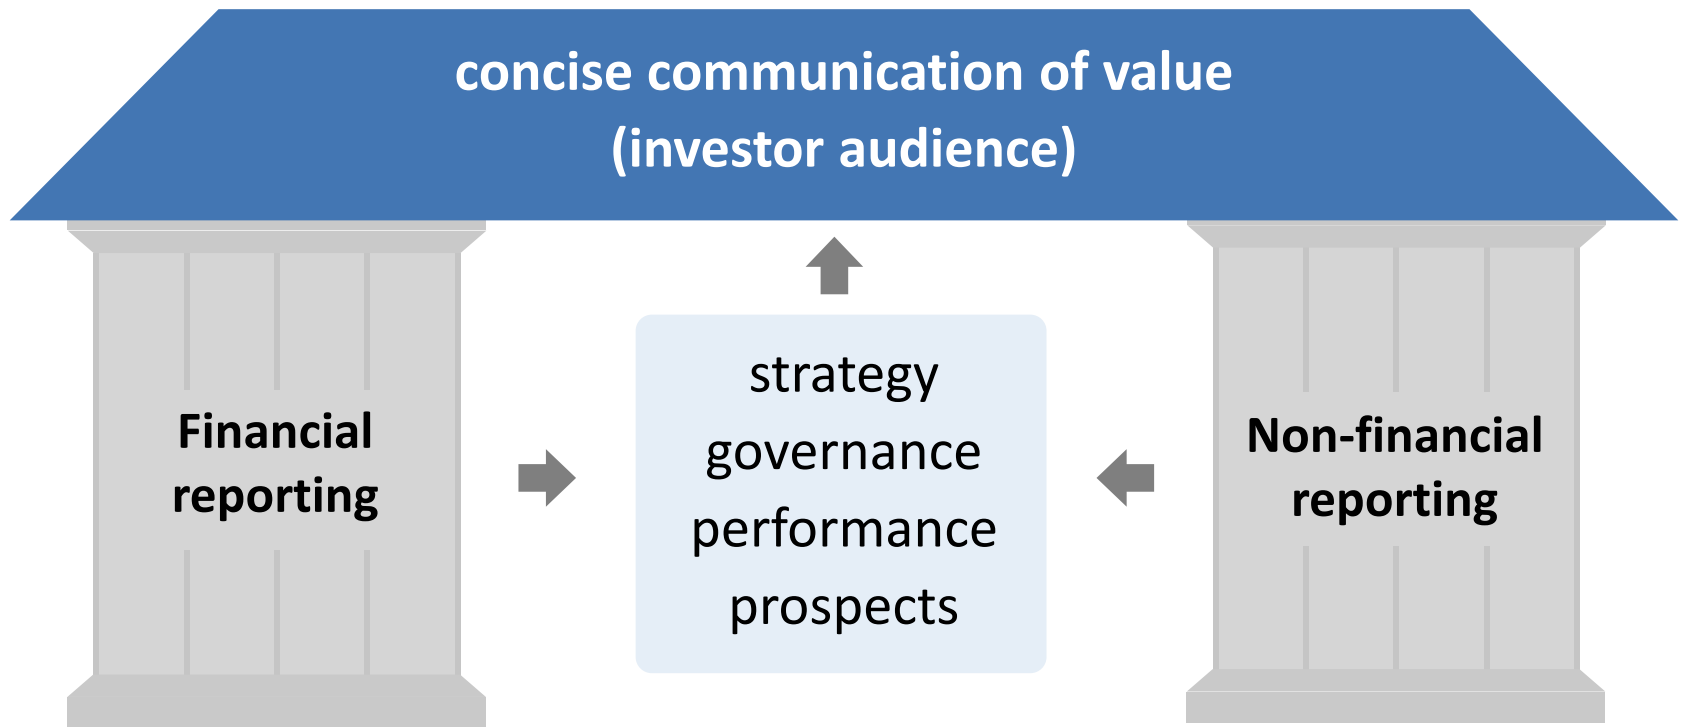 concise communication of value
(investor audience)
Financial
reporting
strategy
governance
performance
prospects
Non-financial
reporting